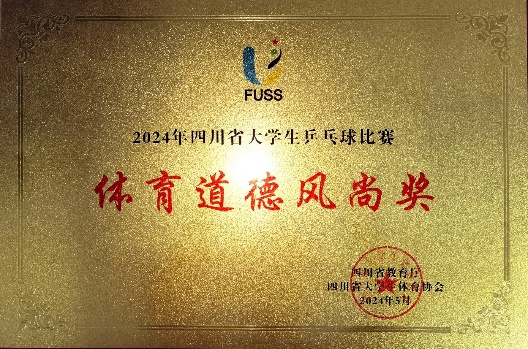 FUSS
2024年四川省大学生乒乓球比赛
体育道德风尚奖
四川省教育厅
四川省大学生体育协会
2024年5月